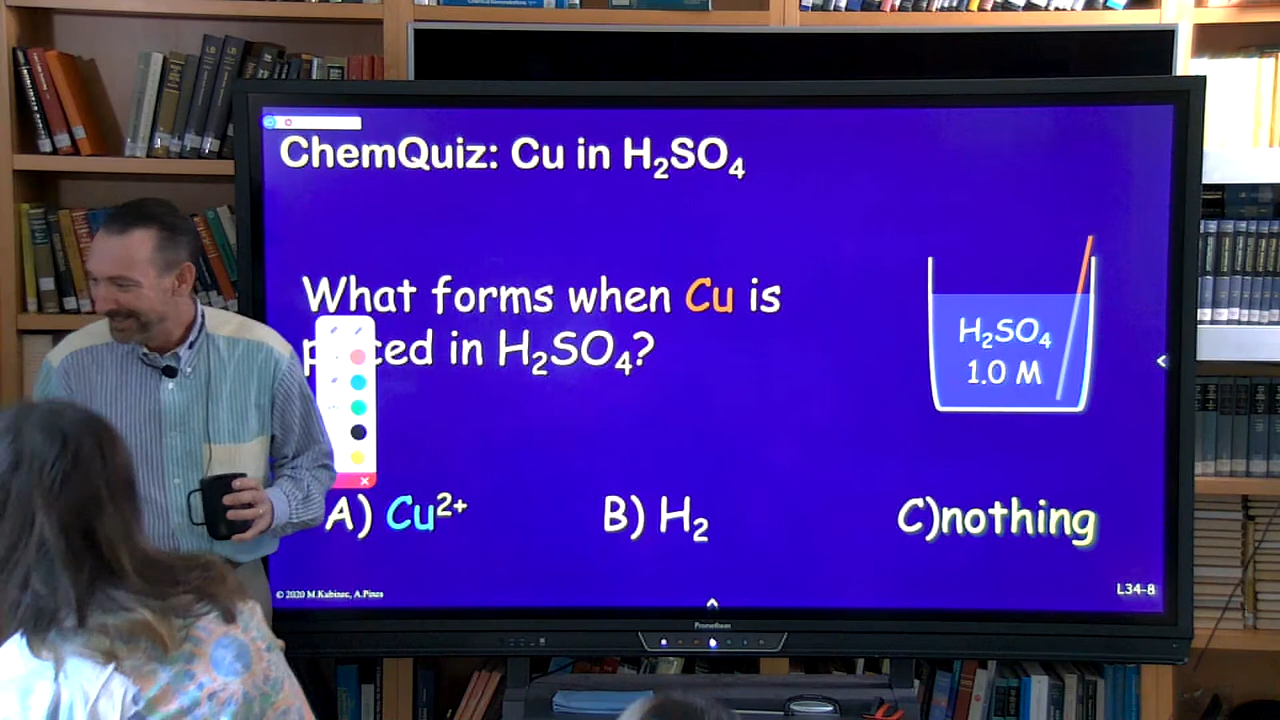 ChemQuiz: Cu in H₂SO₄
What forms when Cu is
ced in H₂SO₄?
H₂SO₄
1.0 M
A) Cu²⁺
B) H₂
C)nothing
© 2020 M.Kubinec, A.Pines
L34-8
Promethean